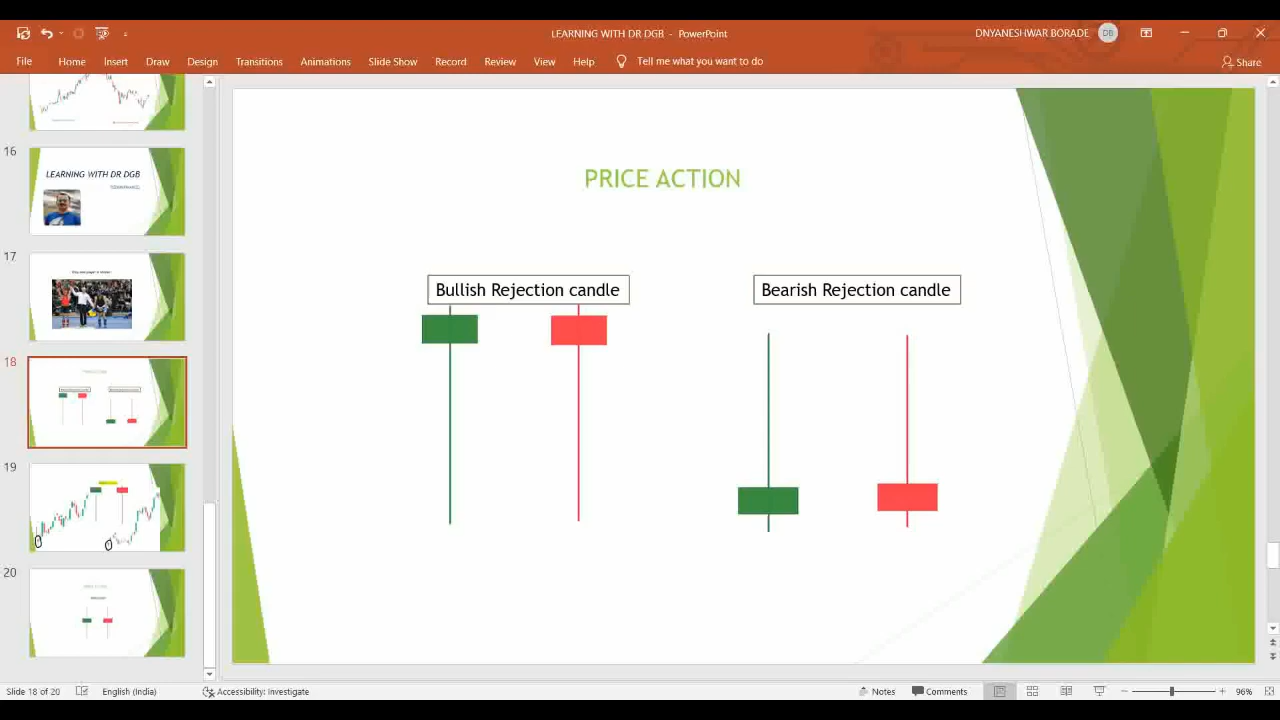 LEARNING WITH DR DGB - PowerPoint
DNYANESHWAR BORADE
DB
File Home Insert Draw Design Transitions Animations Slide Show Record Review View Help Tell me what you want to do
Share
16
LEARNING WITH DR DGB
17
18
19
20
PRICE ACTION
Bullish Rejection candle
Bearish Rejection candle
Slide 18 of 20
English (India)
Accessibility: Investigate
Notes
Comments
96%